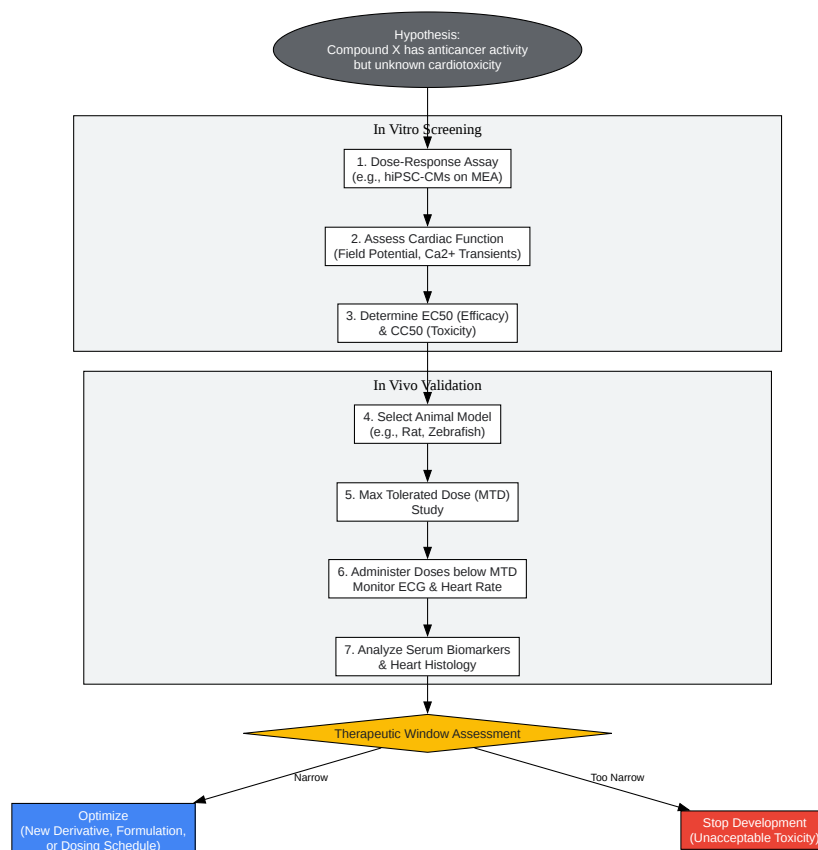 Hypothesis:
Compound X has anticancer activity
but unknown cardiotoxicity
In Vitro Screening
1. Dose-Response Assay
(e.g., hiPSC-CMs on MEA)
2. Assess Cardiac Function
(Field Potential, Ca2+ Transients)
3. Determine EC50 (Efficacy)
& CC50 (Toxicity)
In Vivo Validation
4. Select Animal Model
(e.g., Rat, Zebrafish)
5. Max Tolerated Dose (MTD)
Study
6. Administer Doses below MTD
Monitor ECG & Heart Rate
7. Analyze Serum Biomarkers
& Heart Histology
Therapeutic Window Assessment
Narrow
Too Narrow
Optimize
(New Derivative, Formulation,
or Dosing Schedule)
Stop Development
(Unacceptable Toxicity)